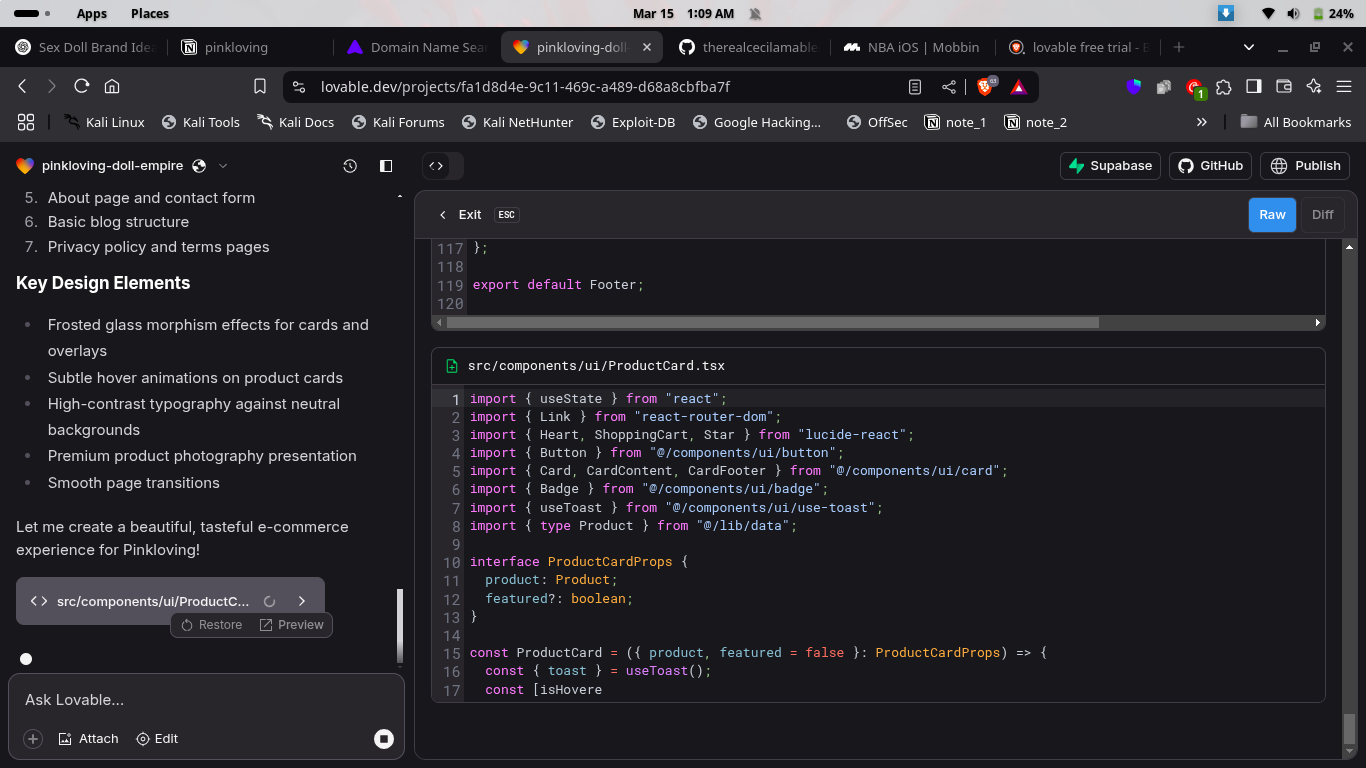 Apps Places Mar 15 1:09 AM 24%
Sex Doll Brand Idea pinkloving Domain Name Sear pinkloving-doll therealcecilamable NBA iOS | Mobbin lovable free trial - B
lovable.dev/projects/fa1d8d4e-9c11-469c-a489-d68a8cbfba7f 63 1
Kali Linux Kali Tools Kali Docs Kali Forums Kali NetHunter Exploit-DB Google Hacking... OffSec note_1 note_2 All Bookmarks
pinkloving-doll-empire Supabase GitHub Publish
5. About page and contact form
6. Basic blog structure
7. Privacy policy and terms pages
Key Design Elements
Frosted glass morphism effects for cards and
overlays
Subtle hover animations on product cards
High-contrast typography against neutral
backgrounds
Premium product photography presentation
Smooth page transitions
Let me create a beautiful, tasteful e-commerce
experience for Pinkloving!
src/components/ui/ProductC...
Restore Preview
Ask Lovable...
Attach Edit
Exit ESC Raw Diff
117 };
118
119 export default Footer;
120
src/components/ui/ProductCard.tsx
1 import { useState } from "react";
2 import { Link } from "react-router-dom";
3 import { Heart, ShoppingCart, Star } from "lucide-react";
4 import { Button } from "@/components/ui/button";
5 import { Card, CardContent, CardFooter } from "@/components/ui/card";
6 import { Badge } from "@/components/ui/badge";
7 import { useToast } from "@/components/ui/use-toast";
8 import { type Product } from "@/lib/data";
9
10 interface ProductCardProps {
11 product: Product;
12 featured?: boolean;
13 }
14
15 const ProductCard = ({ product, featured = false }: ProductCardProps) => {
16 const { toast } = useToast();
17 const [isHovere